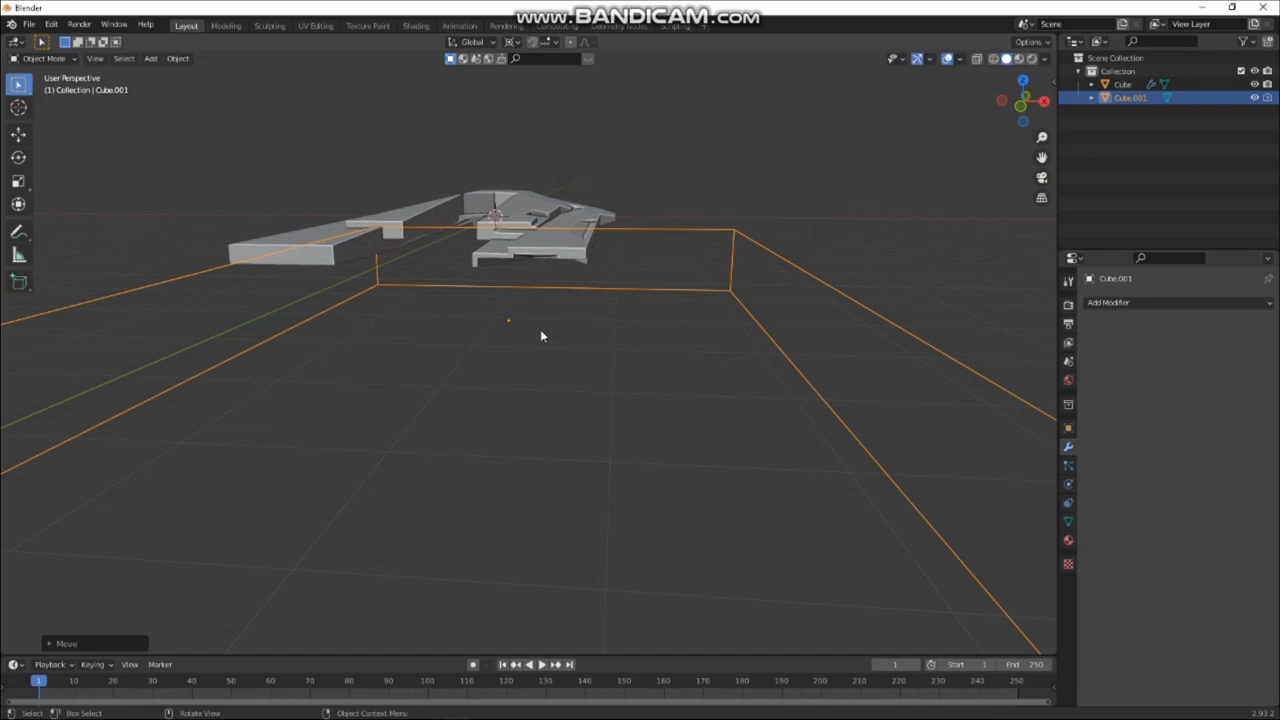 Blender
www.BANDICAM.com
File Edit Render Window Help Layout Modeling Sculpting UV Editing Texture Paint Shading Animation Rendering Compositing Geometry Nodes Scripting + Scene View Layer
Global Options
Object Mode View Select Add Object
User Perspective
(1) Collection | Cube.001
Z
X
Scene Collection
Collection
Cube
Cube.001
Cube.001
Add Modifier
Move
Playback Keying View Marker 1 Start 1 End 250
1 10 20 30 40 50 60 70 80 90 100 110 120 130 140 150 160 170 180 190 200 210 220 230 240 250
Select Box Select Rotate View Object Context Menu 2.93.2